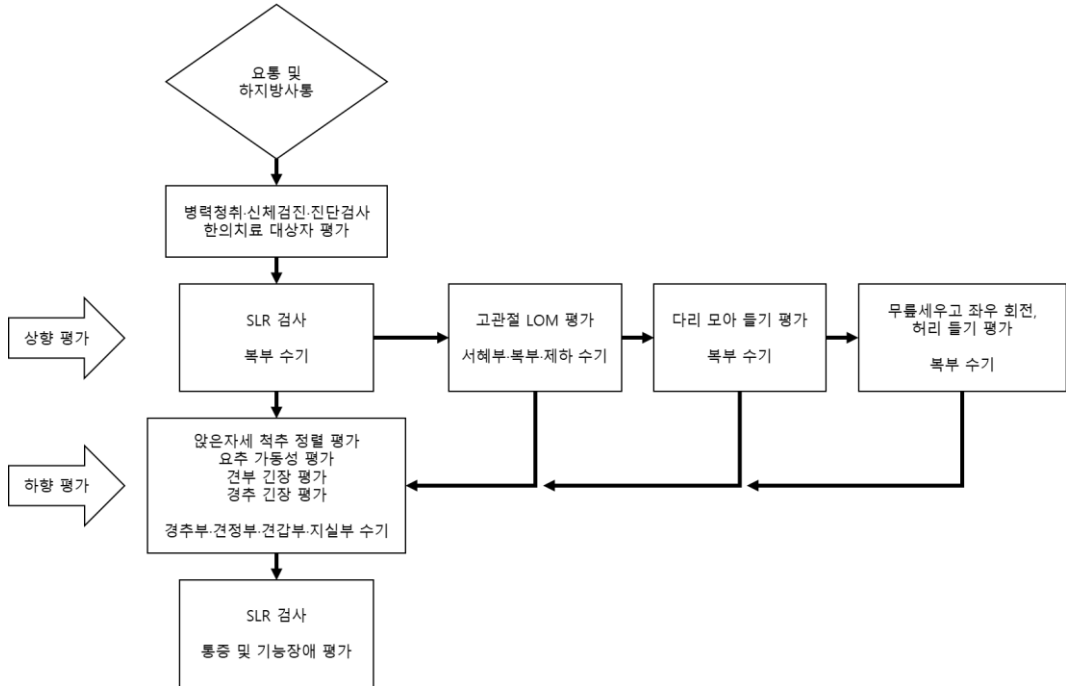 요통 및
하지방사통
병력청취·신체검진·진단검사
한의치료 대상자 평가
상향 평가
SLR 검사
복부 수기
고관절 LOM 평가
서혜부·복부·제하 수기
다리 모아 들기 평가
복부 수기
무릎세우고 좌우 회전,
허리 들기 평가
복부 수기
하향 평가
앉은자세 척추 정렬 평가
요추 가동성 평가
견부 긴장 평가
경추 긴장 평가
경추부·견정부·견갑부·지실부 수기
SLR 검사
통증 및 기능장애 평가